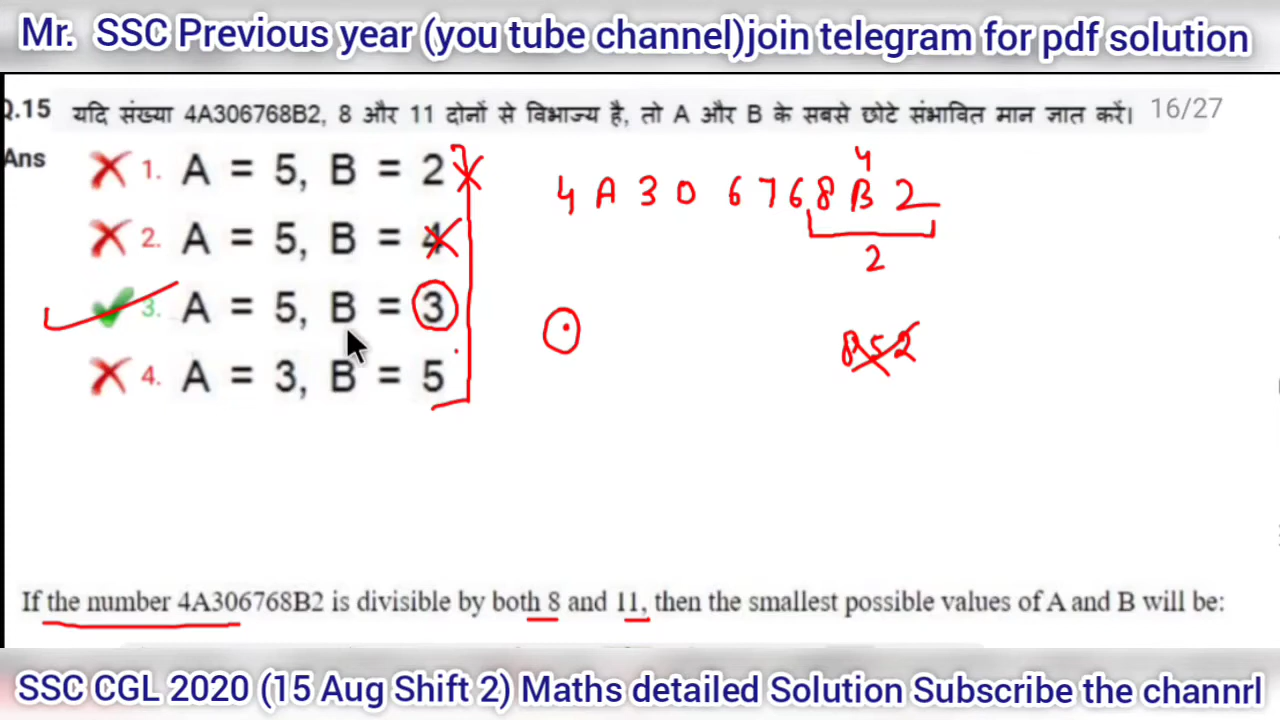 Mr. SSC Previous year (you tube channel)join telegram for pdf solution
Q.15 यदि संख्या 4A306768B2, 8 और 11 दोनों से विभाज्य है, तो A और B के सबसे छोटे संभावित मान ज्ञात करें। 16/27
Ans
1. A = 5, B = 2
2. A = 5, B = 4
3. A = 5, B = 3
4. A = 3, B = 5
4
4 A 3 0 6 7 6 8 B 2
2
852
If the number 4A306768B2 is divisible by both 8 and 11, then the smallest possible values of A and B will be:
SSC CGL 2020 (15 Aug Shift 2) Maths detailed Solution Subscribe the channrl